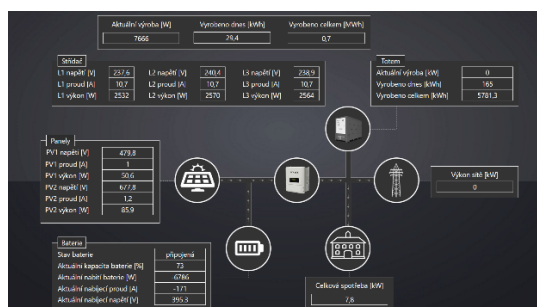 Aktuální výroba [W] Vyrobeno dnes [kWh] Vyrobeno celkem [MWh]
7666 29,4 0,7
Střídač
L1 napětí [V] 237,6 L2 napětí [V] 240,4 L3 napětí [V] 238,9
L1 proud [A] 10,7 L2 proud [A] 10,7 L3 proud [A] 10,7
L1 výkon [W] 2532 L2 výkon [W] 2570 L3 výkon [W] 2564
Totem
Aktuální výroba [kW] 0
Vyrobeno dnes [kWh] 165
Vyrobeno celkem [kW] 5781.3
Panely
PV1 napětí [V] 479,8
PV1 proud [A] 1
PV1 výkon [W] 50,6
PV2 napětí [V] 677,8
PV2 proud [A] 1,2
PV2 výkon [W] 85,9
Výkon sítě [kW]
0
Baterie
Stav baterie připojená
Aktuální kapacita baterie [%] 73
Aktuální nabití baterie [W] -6786
Aktuální nabíjecí proud [A] -171
Aktuální nabíjecí napětí [V] 395.3
Celková spotřeba [kW]
7,8